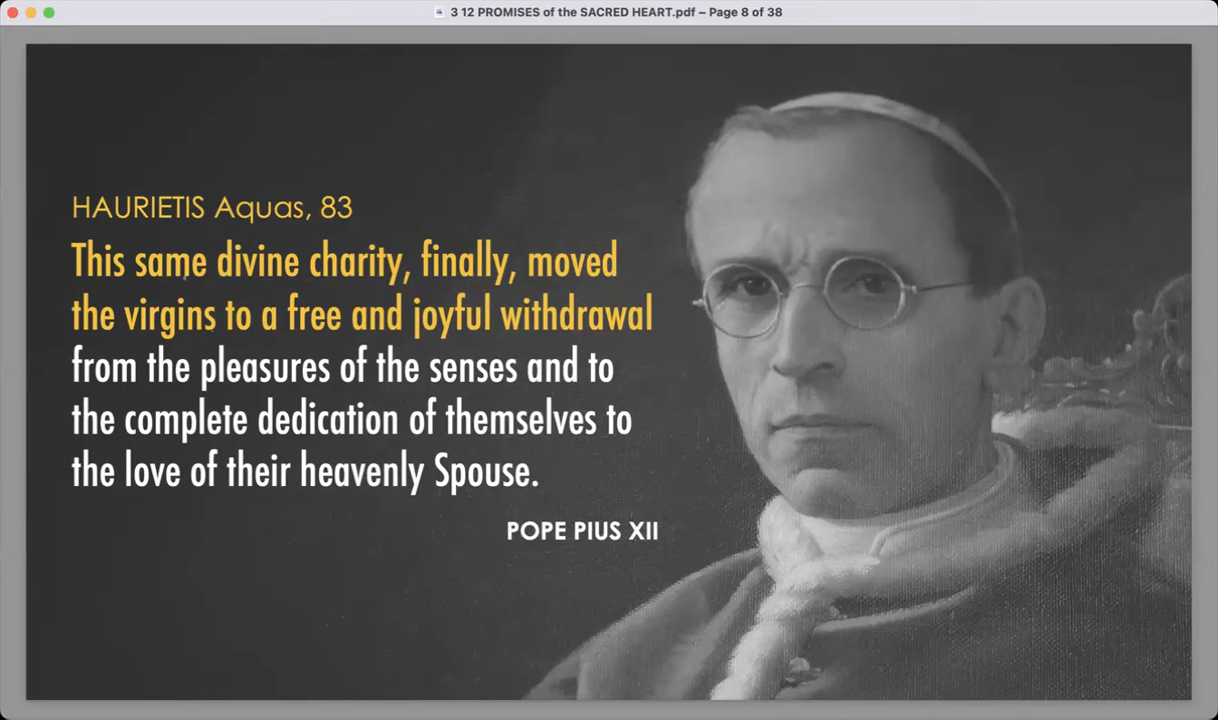 3 12 PROMISES of the SACRED HEART.pdf – Page 8 of 38
HAURIETIS Aquas, 83
This same divine charity, finally, moved
the virgins to a free and joyful withdrawal
from the pleasures of the senses and to
the complete dedication of themselves to
the love of their heavenly Spouse.
POPE PIUS XII